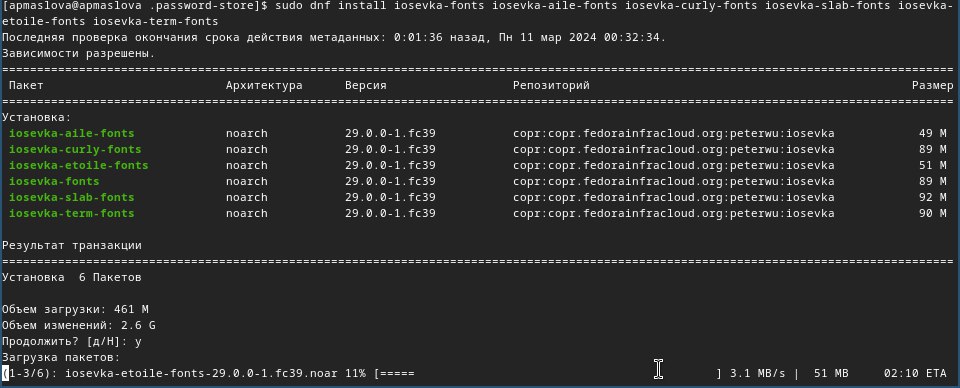 [apmaslova@apmaslova .password-store]$ sudo dnf install iosevka-fonts iosevka-aile-fonts iosevka-curly-fonts iosevka-slab-fonts iosevka-
etoile-fonts iosevka-term-fonts
Последняя проверка окончания срока действия метаданных: 0:01:36 назад, Пн 11 мар 2024 00:32:34.
Зависимости разрешены.
================================================================================
Пакет Архитектура Версия Репозиторий Размер
================================================================================
Установка:
iosevka-aile-fonts noarch 29.0.0-1.fc39 copr:copr.fedorainfracloud.org:peterwu:iosevka 49 M
iosevka-curly-fonts noarch 29.0.0-1.fc39 copr:copr.fedorainfracloud.org:peterwu:iosevka 89 M
iosevka-etoile-fonts noarch 29.0.0-1.fc39 copr:copr.fedorainfracloud.org:peterwu:iosevka 51 M
iosevka-fonts noarch 29.0.0-1.fc39 copr:copr.fedorainfracloud.org:peterwu:iosevka 89 M
iosevka-slab-fonts noarch 29.0.0-1.fc39 copr:copr.fedorainfracloud.org:peterwu:iosevka 92 M
iosevka-term-fonts noarch 29.0.0-1.fc39 copr:copr.fedorainfracloud.org:peterwu:iosevka 90 M
Результат транзакции
================================================================================
Установка 6 Пакетов
Объем загрузки: 461 M
Объем изменений: 2.6 G
Продолжить? [д/Н]: y
Загрузка пакетов:
(1-3/6): iosevka-etoile-fonts-29.0.0-1.fc39.noar 11% [===== ] 3.1 MB/s | 51 MB 02:10 ETA